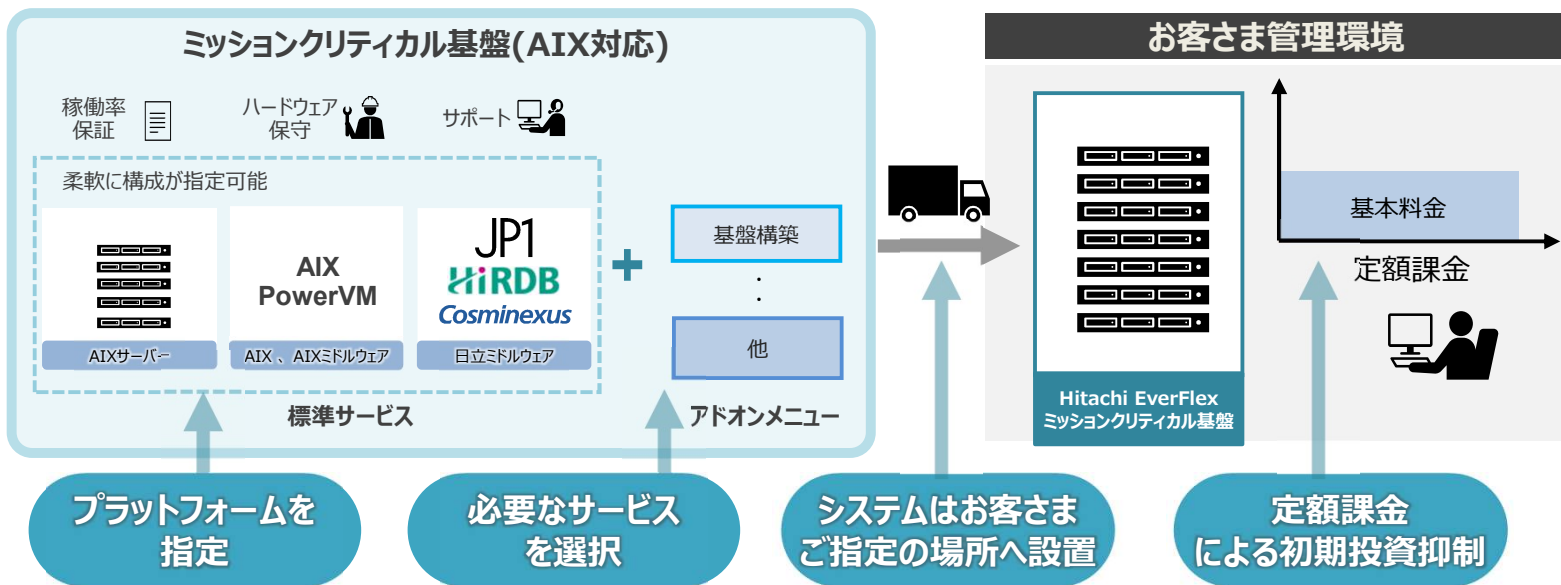 ミッションクリティカル基盤(AIX対応)
稼働率
保証
ハードウェア
保守
サポート
柔軟に構成が指定可能
AIXサーバー
AIX
PowerVM
AIX 、AIXミドルウェア
JP1
HiRDB
Cosminexus
日立ミドルウェア
標準サービス
+
基盤構築
・
・
他
アドオンメニュー
お客さま管理環境
Hitachi EverFlex
ミッションクリティカル基盤
基本料金
定額課金
プラットフォームを
指定
必要なサービス
を選択
システムはお客さま
ご指定の場所へ設置
定額課金
による初期投資抑制